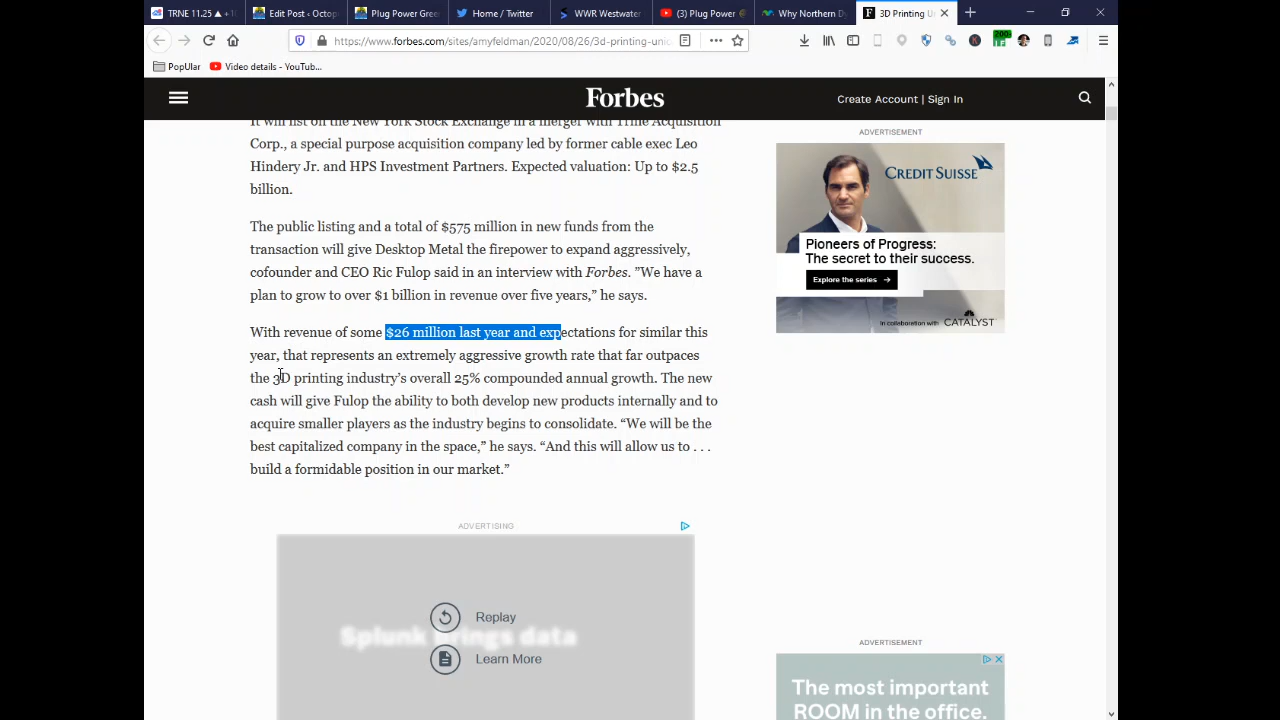 TRNE 11.25
Edit Post ‹ Octop
Plug Power Gree
Home / Twitter
WWR Westwater
(3) Plug Power
Why Northern Dy
3D Printing Un
https://www.forbes.com/sites/amyfeldman/2020/08/26/3d-printing-unic
200
PopUlar
Video details - YouTub...
Forbes
Create Account | Sign In
It will list on the New York Stock Exchange in a merger with Trine Acquisition
Corp., a special purpose acquisition company led by former cable exec Leo
Hindery Jr. and HPS Investment Partners. Expected valuation: Up to $2.5
billion.
The public listing and a total of $575 million in new funds from the
transaction will give Desktop Metal the firepower to expand aggressively,
cofounder and CEO Ric Fulop said in an interview with Forbes. ”We have a
plan to grow to over $1 billion in revenue over five years,” he says.
With revenue of some $26 million last year and expectations for similar this
year, that represents an extremely aggressive growth rate that far outpaces
the 3D printing industry’s overall 25% compounded annual growth. The new
cash will give Fulop the ability to both develop new products internally and to
acquire smaller players as the industry begins to consolidate. “We will be the
best capitalized company in the space,” he says. “And this will allow us to . . .
build a formidable position in our market.”
ADVERTISING
Splunk brings data
Replay
Learn More
ADVERTISEMENT
CREDIT SUISSE
Pioneers of Progress:
The secret to their success.
Explore the series
In collaboration with CATALYST
ADVERTISEMENT
The most important
ROOM in the office.